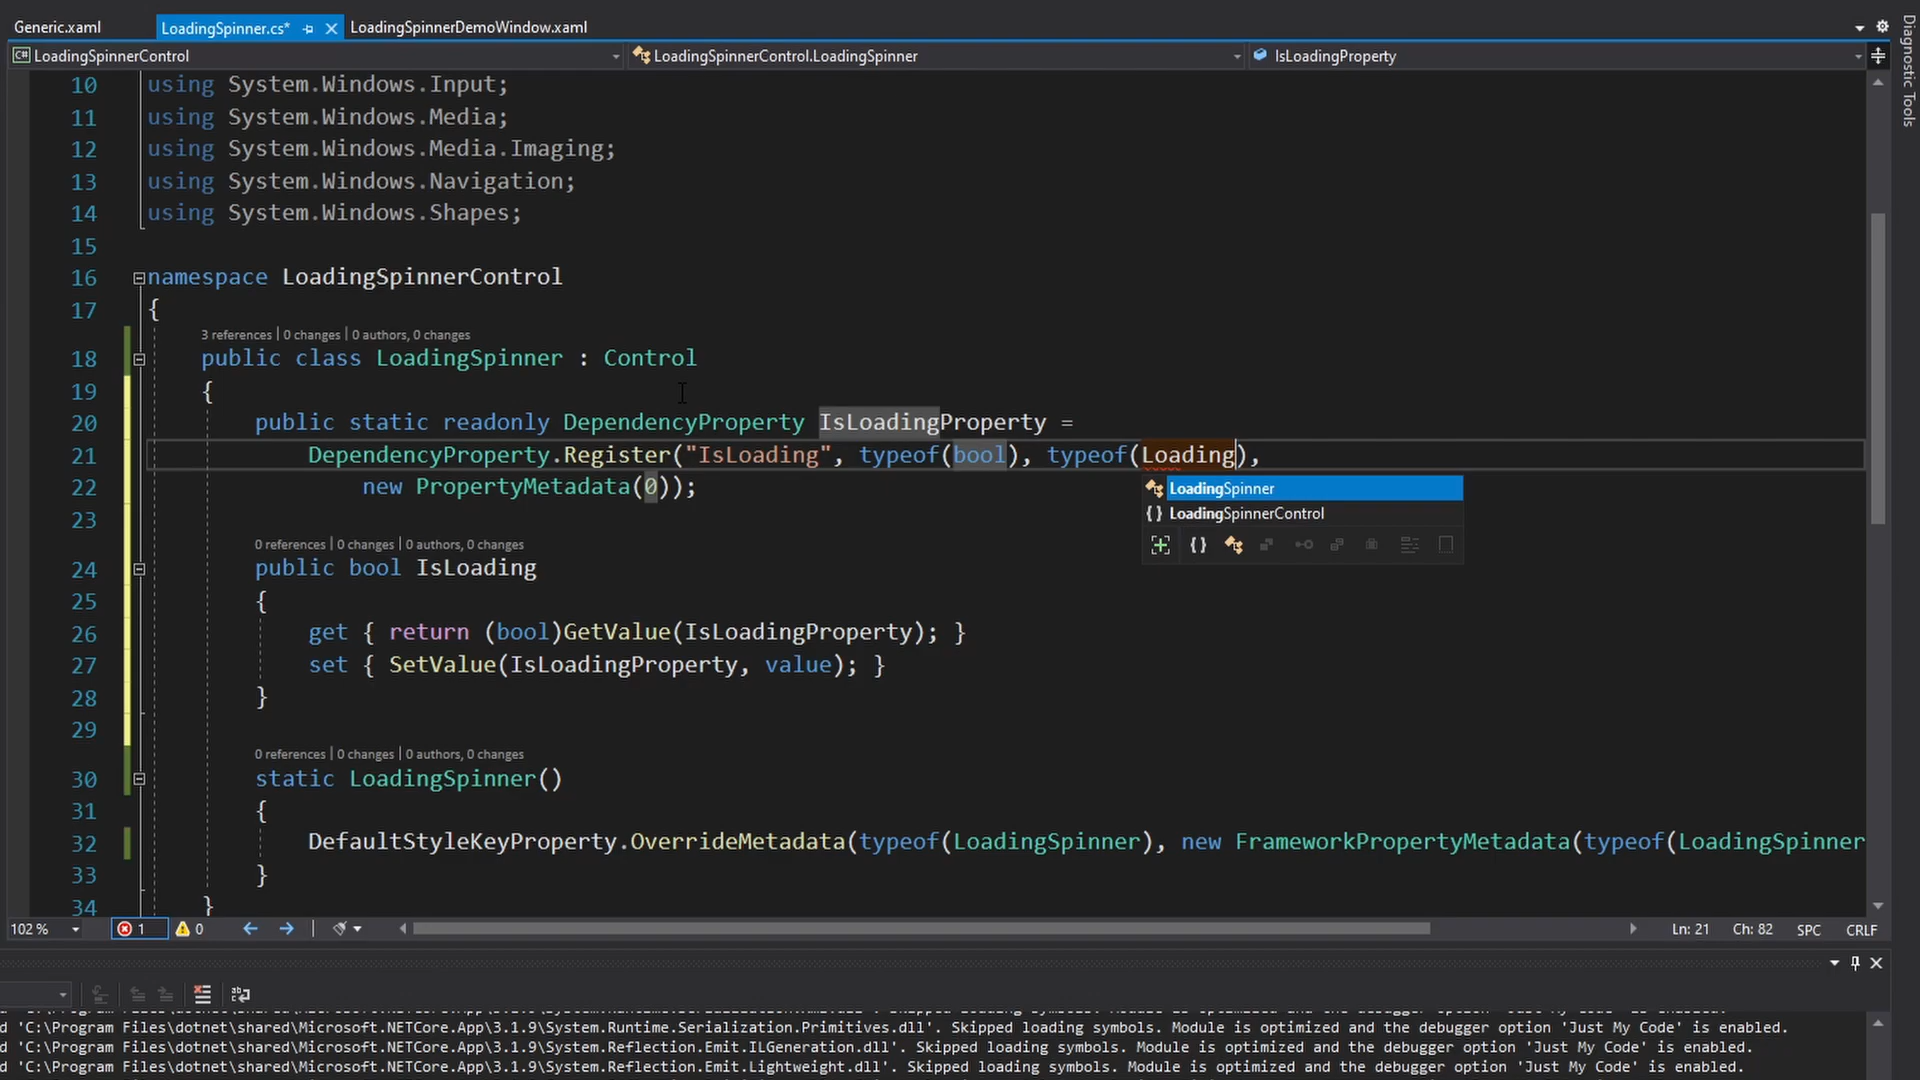 Generic.xaml LoadingSpinner.cs* LoadingSpinnerDemoWindow.xaml
Diagnostic Tools
LoadingSpinnerControl LoadingSpinnerControl.LoadingSpinner IsLoadingProperty
10 using System.Windows.Input;
11 using System.Windows.Media;
12 using System.Windows.Media.Imaging;
13 using System.Windows.Navigation;
14 using System.Windows.Shapes;
15
16 namespace LoadingSpinnerControl
17 {
3 references | 0 changes | 0 authors, 0 changes
18 public class LoadingSpinner : Control
19 {
20 public static readonly DependencyProperty IsLoadingProperty =
21 DependencyProperty.Register("IsLoading", typeof(bool), typeof(Loading),
22 new PropertyMetadata(0));
LoadingSpinner
{} LoadingSpinnerControl
23
0 references | 0 changes | 0 authors, 0 changes
24 public bool IsLoading
25 {
26 get { return (bool)GetValue(IsLoadingProperty); }
27 set { SetValue(IsLoadingProperty, value); }
28 }
29
0 references | 0 changes | 0 authors, 0 changes
30 static LoadingSpinner()
31 {
32 DefaultStyleKeyProperty.OverrideMetadata(typeof(LoadingSpinner), new FrameworkPropertyMetadata(typeof(LoadingSpinner
33 }
34 }
102 % 1 0 Ln: 21 Ch: 82 SPC CRLF
d 'C:\Program Files\dotnet\shared\Microsoft.NETCore.App\3.1.9\System.Runtime.Serialization.Primitives.dll'. Skipped loading symbols. Module is optimized and the debugger option 'Just My Code' is enabled.
d 'C:\Program Files\dotnet\shared\Microsoft.NETCore.App\3.1.9\System.Reflection.Emit.ILGeneration.dll'. Skipped loading symbols. Module is optimized and the debugger option 'Just My Code' is enabled.
d 'C:\Program Files\dotnet\shared\Microsoft.NETCore.App\3.1.9\System.Reflection.Emit.Lightweight.dll'. Skipped loading symbols. Module is optimized and the debugger option 'Just My Code' is enabled.